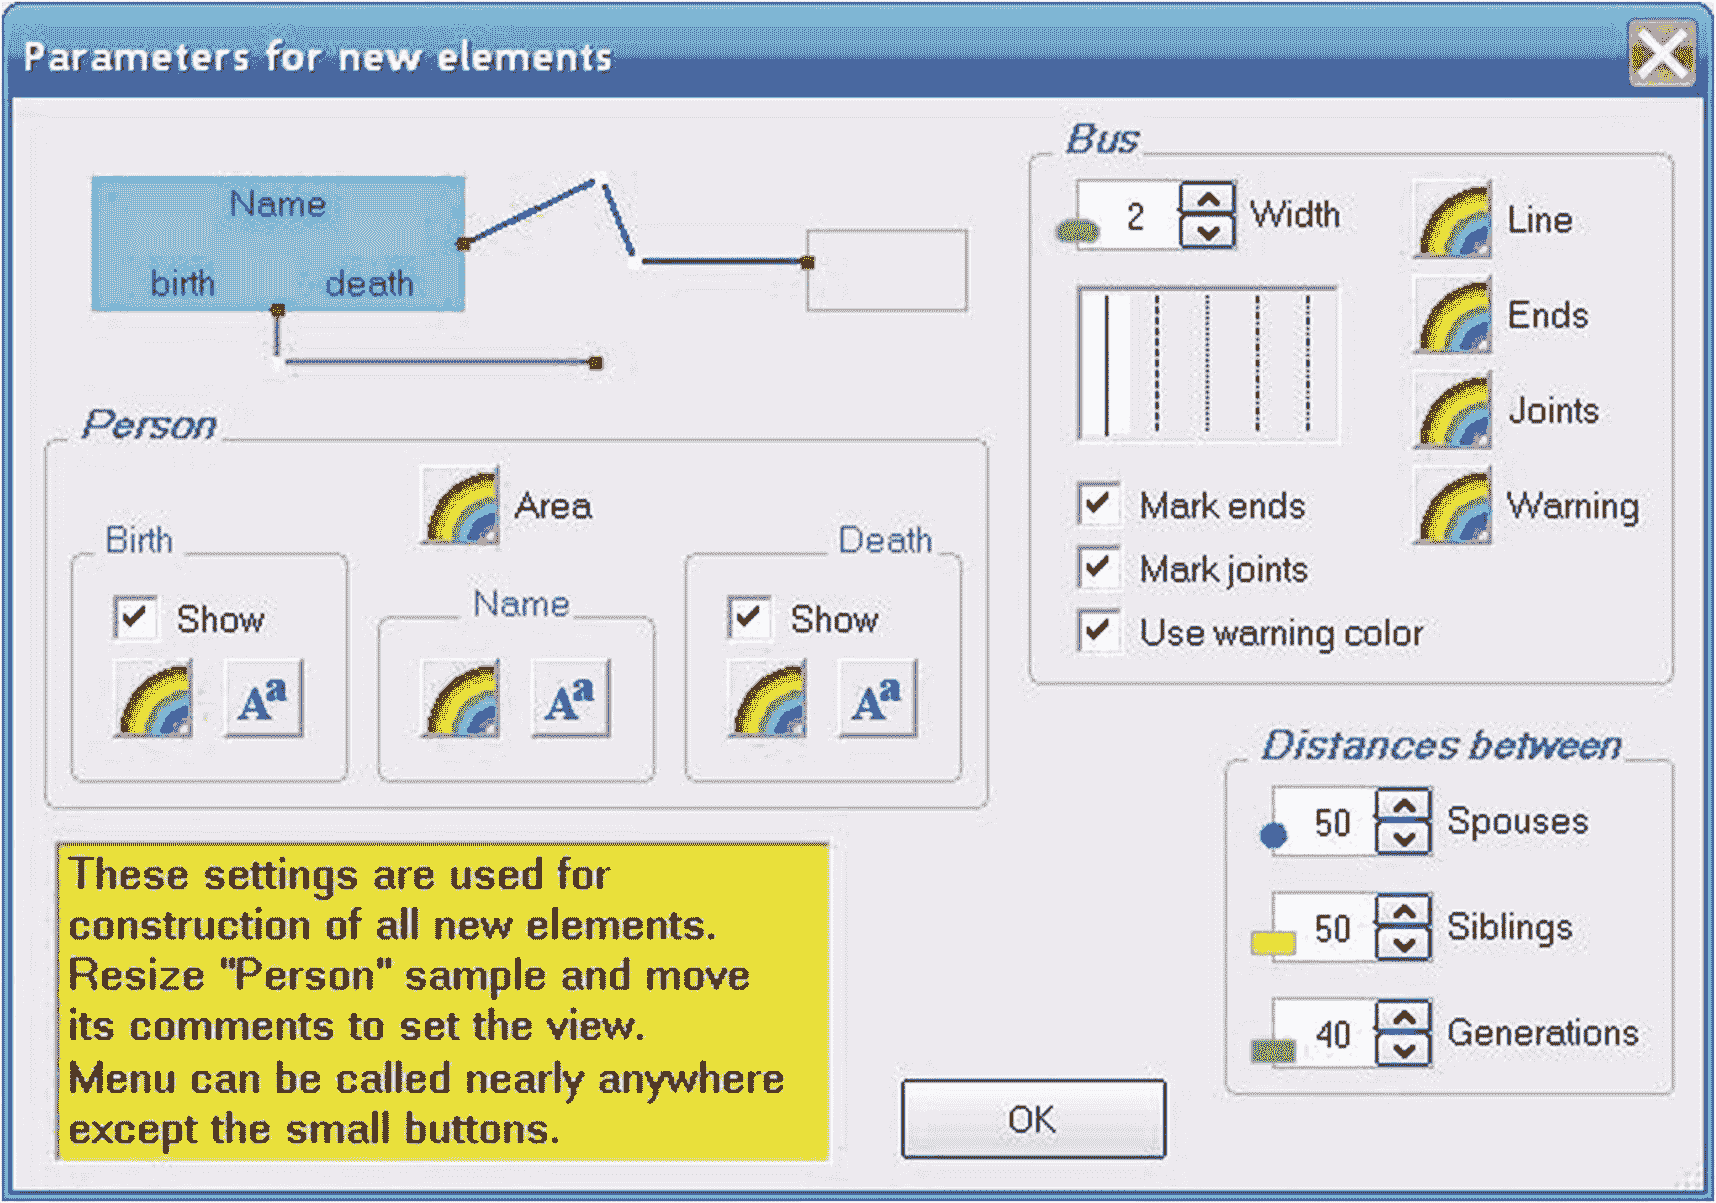 Parameters for new elements
Name
birth death
Bus
2 Width
Line
Ends
Joints
Warning
Mark ends
Mark joints
Use warning color
Person
Area
Birth
Show
Aa
Name
Aa
Death
Show
Aa
Distances between
50 Spouses
50 Siblings
40 Generations
These settings are used for
construction of all new elements.
Resize "Person" sample and move
its comments to set the view.
Menu can be called nearly anywhere
except the small buttons.
OK